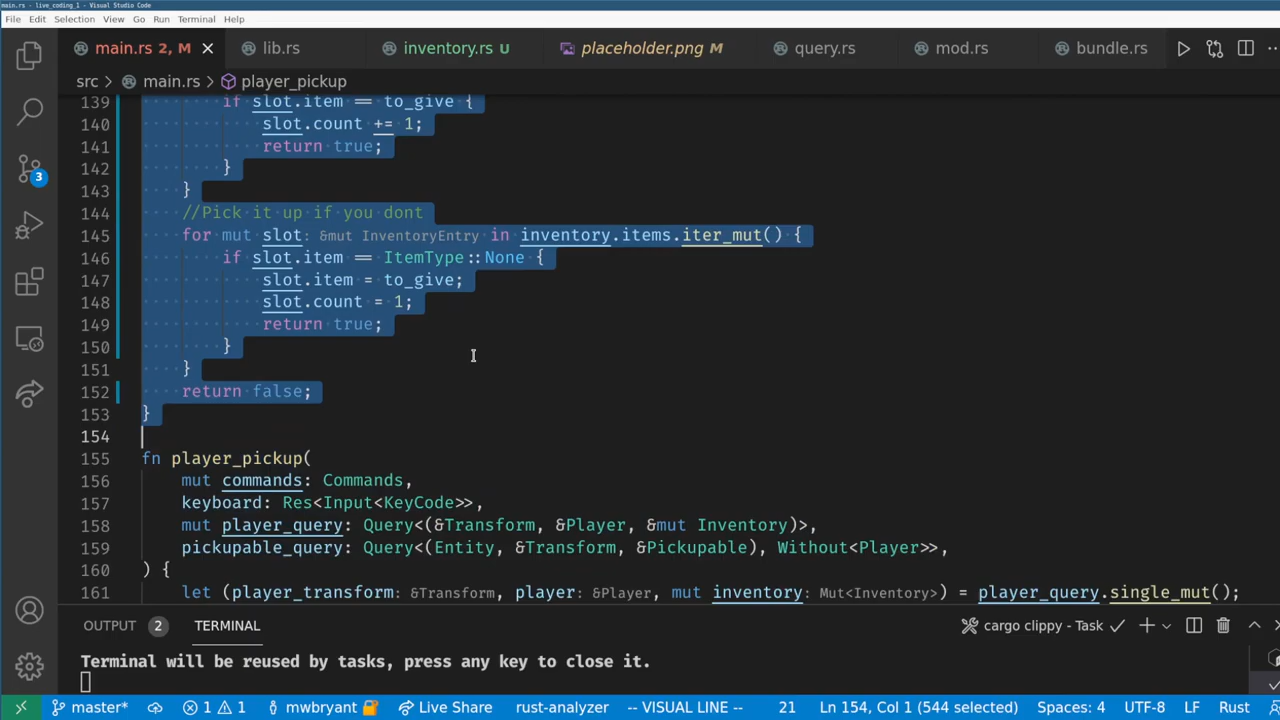 main.rs - live_coding_1 - Visual Studio Code
File Edit Selection View Go Run Terminal Help
main.rs 2, M lib.rs inventory.rs U placeholder.png M query.rs mod.rs bundle.rs
src > main.rs > player_pickup
139 if slot.item == to_give {
140 slot.count += 1;
141 return true;
142 }
143 }
144 //Pick it up if you dont
145 for mut slot: &mut InventoryEntry in inventory.items.iter_mut() {
146 if slot.item == ItemType::None {
147 slot.item = to_give;
148 slot.count = 1;
149 return true;
150 }
151 }
152 return false;
153 }
154
155 fn player_pickup(
156 mut commands: Commands,
157 keyboard: Res<Input<KeyCode>>,
158 mut player_query: Query<(&Transform, &Player, &mut Inventory)>,
159 pickupable_query: Query<(Entity, &Transform, &Pickupable), Without<Player>>,
160 ) {
161 let (player_transform: &Transform, player: &Player, mut inventory: Mut<Inventory>) = player_query.single_mut();
3
OUTPUT 2 TERMINAL cargo clippy - Task
Terminal will be reused by tasks, press any key to close it.
master* 1 1 mwbryant Live Share rust-analyzer -- VISUAL LINE -- 21 Ln 154, Col 1 (544 selected) Spaces: 4 UTF-8 LF Rust